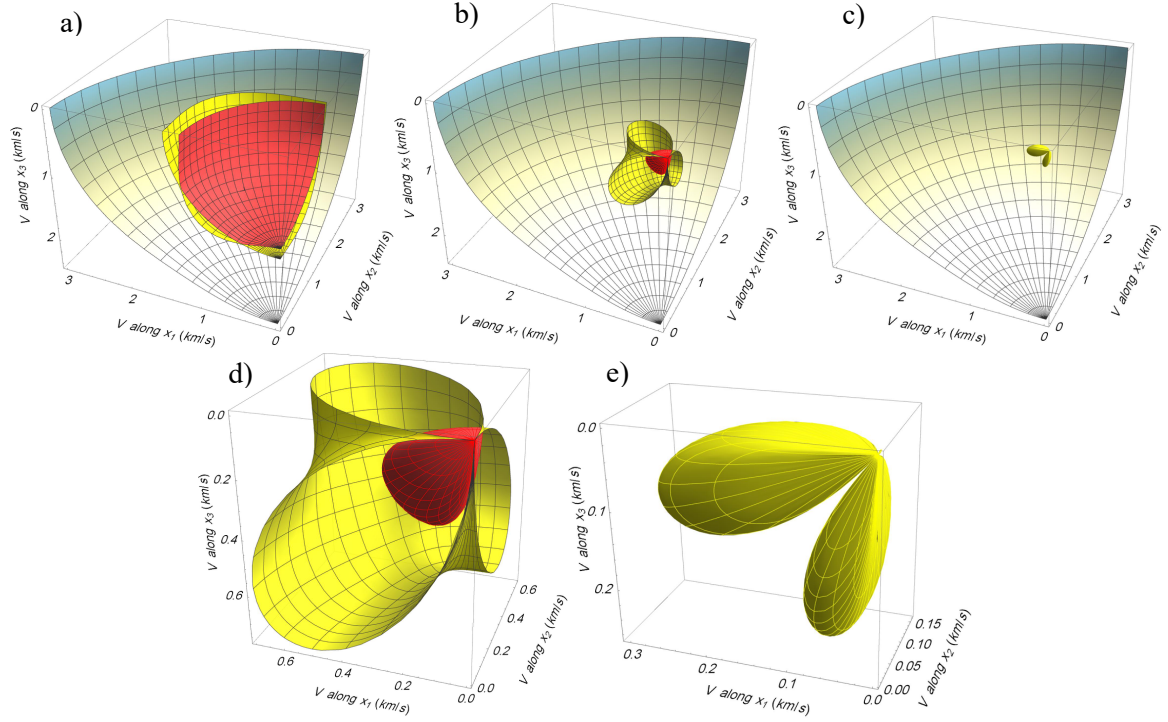 a)
b)
c)
0
1
2
V along x3 (km/s)
3
2
1
0
V along x1 (km/s)
3
2
1
0
V along x2 (km/s)
0
1
2
V along x3 (km/s)
3
2
1
0
V along x1 (km/s)
3
2
1
0
V along x2 (km/s)
0
1
2
V along x3 (km/s)
3
2
1
0
V along x1 (km/s)
3
2
1
0
V along x2 (km/s)
d)
e)
0.0
0.2
0.4
0.6
V along x3 (km/s)
0.6
0.4
0.2
0.0
V along x1 (km/s)
0.6
0.4
0.2
0.0
V along x2 (km/s)
0.0
0.1
0.2
V along x3 (km/s)
0.3
0.2
0.1
0.0
V along x1 (km/s)
0.15
0.10
0.05
0.00
V along x2 (km/s)